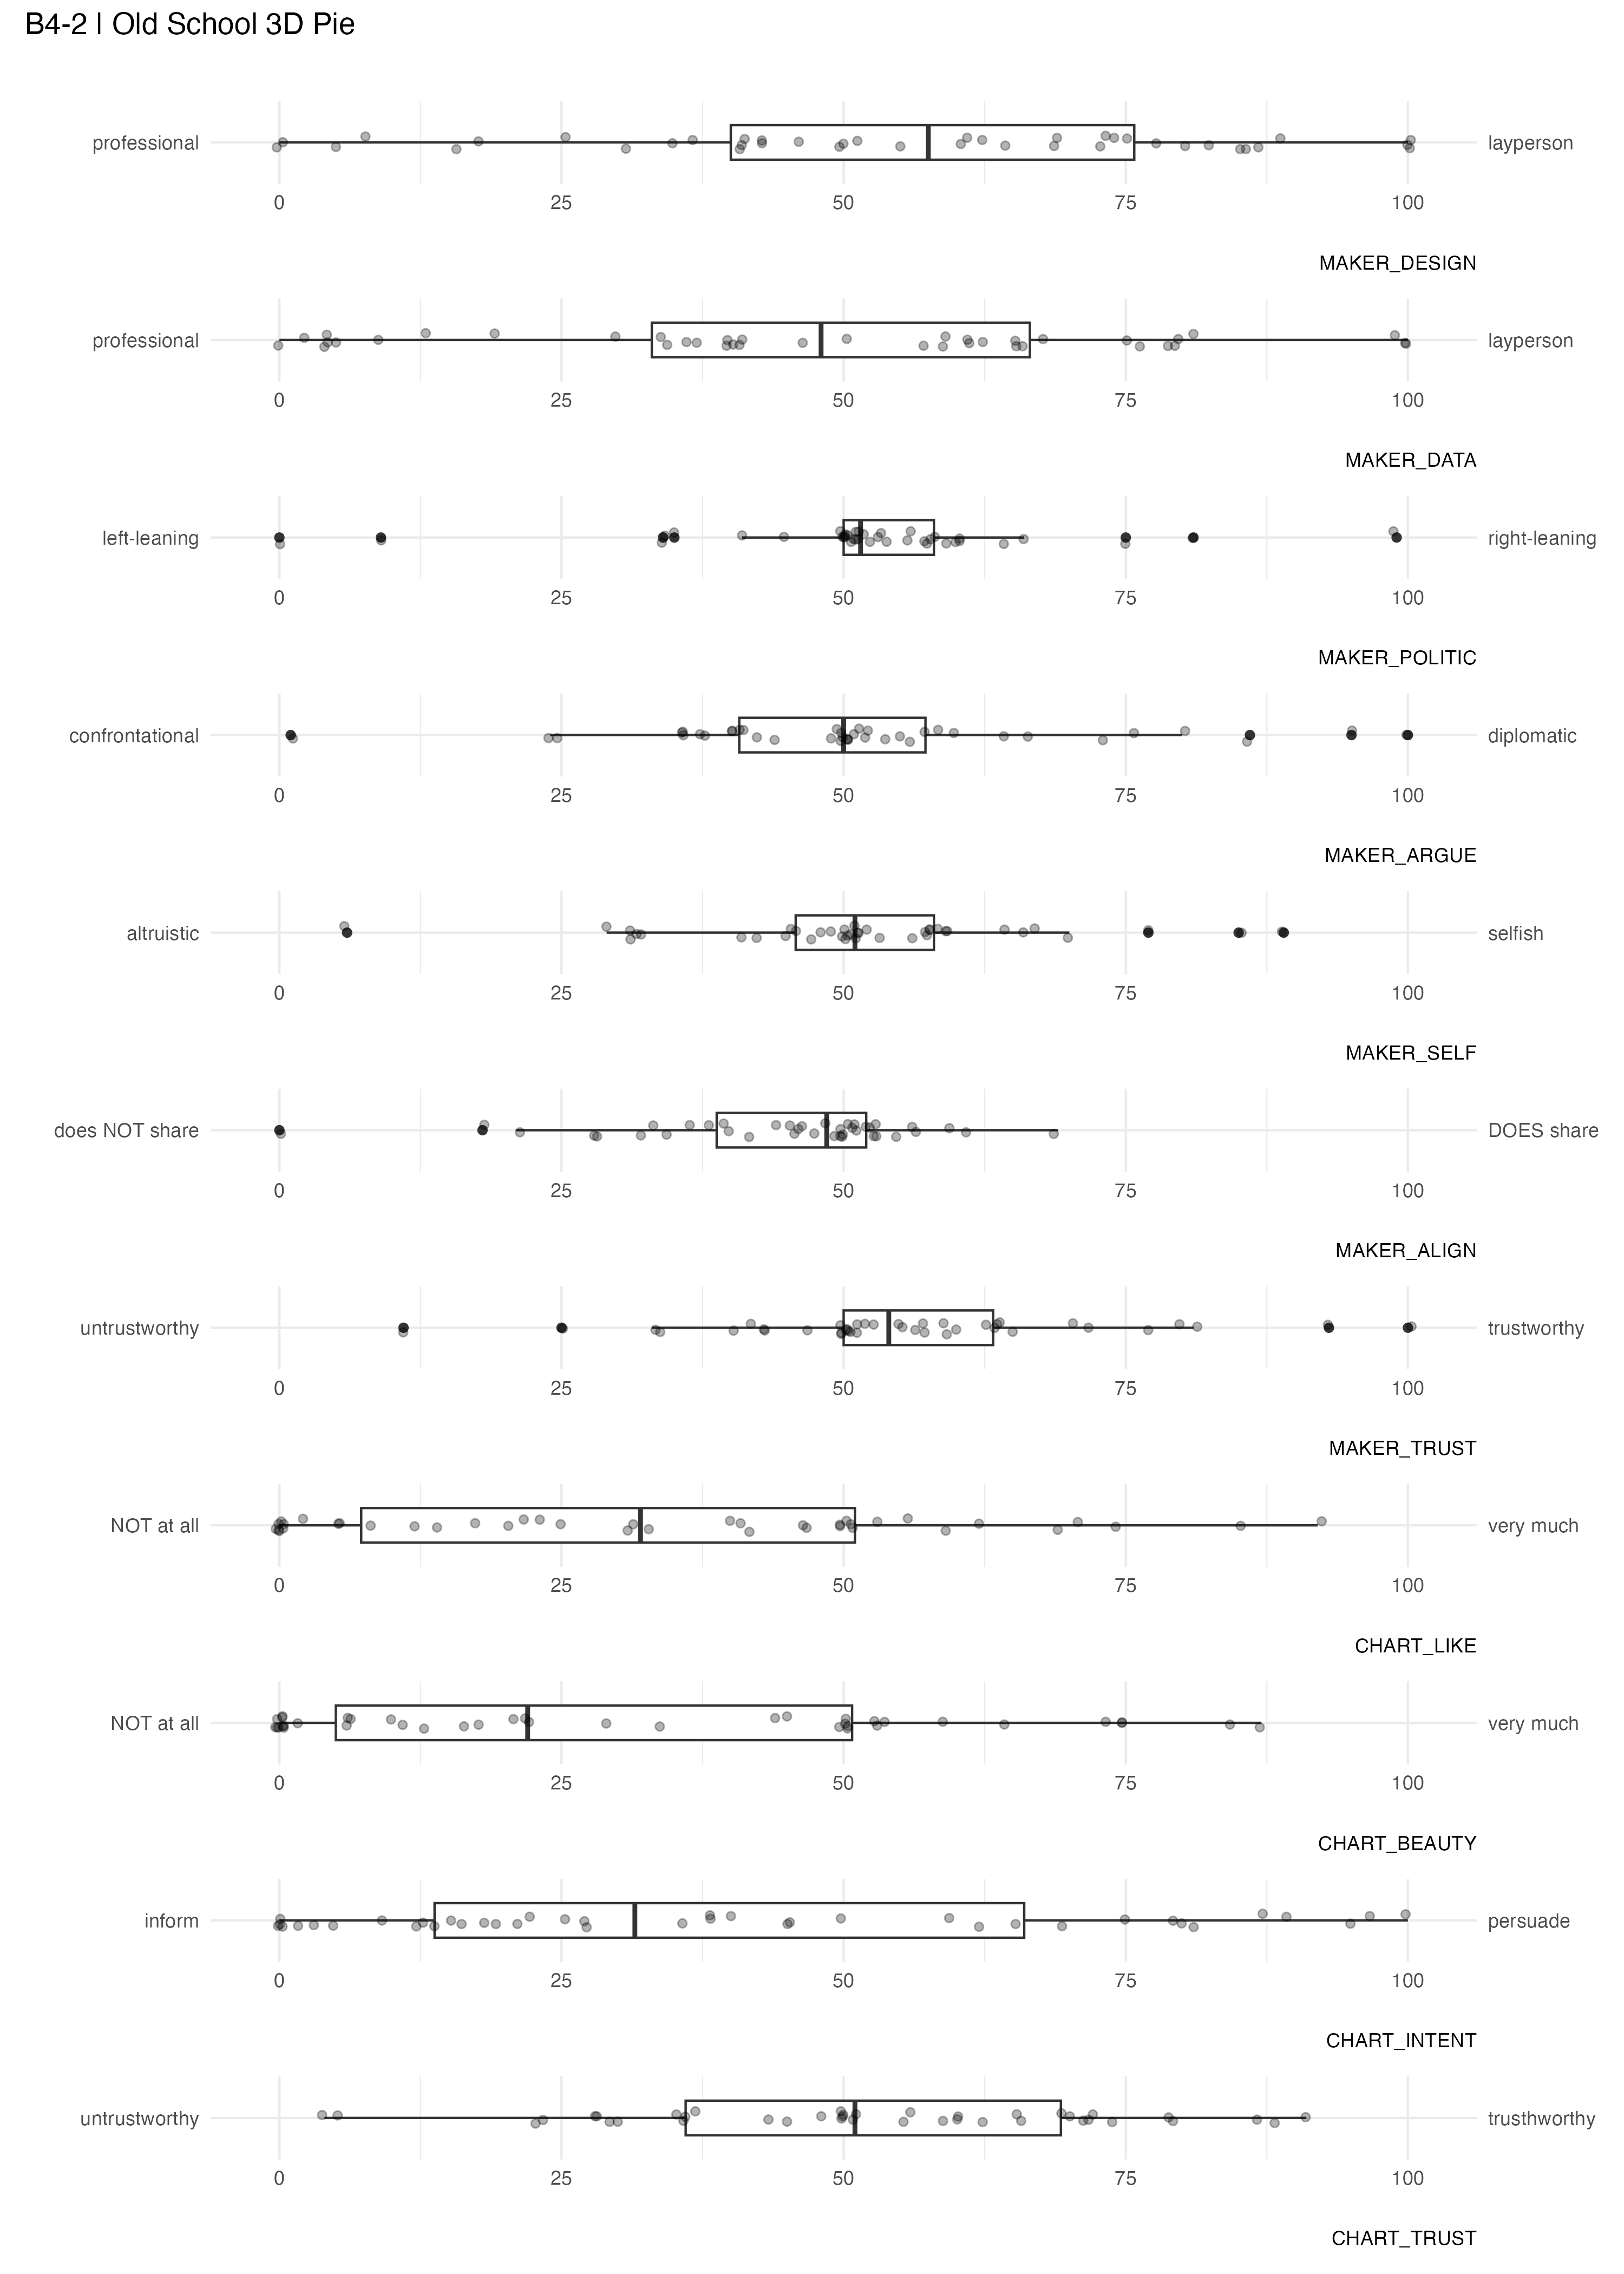 B4-2 | Old School 3D Pie
professional layperson
0 25 50 75 100
MAKER_DESIGN
professional layperson
0 25 50 75 100
MAKER_DATA
left-leaning right-leaning
0 25 50 75 100
MAKER_POLITIC
confrontational diplomatic
0 25 50 75 100
MAKER_ARGUE
altruistic selfish
0 25 50 75 100
MAKER_SELF
does NOT share DOES share
0 25 50 75 100
MAKER_ALIGN
untrustworthy trustworthy
0 25 50 75 100
MAKER_TRUST
NOT at all very much
0 25 50 75 100
CHART_LIKE
NOT at all very much
0 25 50 75 100
CHART_BEAUTY
inform persuade
0 25 50 75 100
CHART_INTENT
untrustworthy trusthworthy
0 25 50 75 100
CHART_TRUST